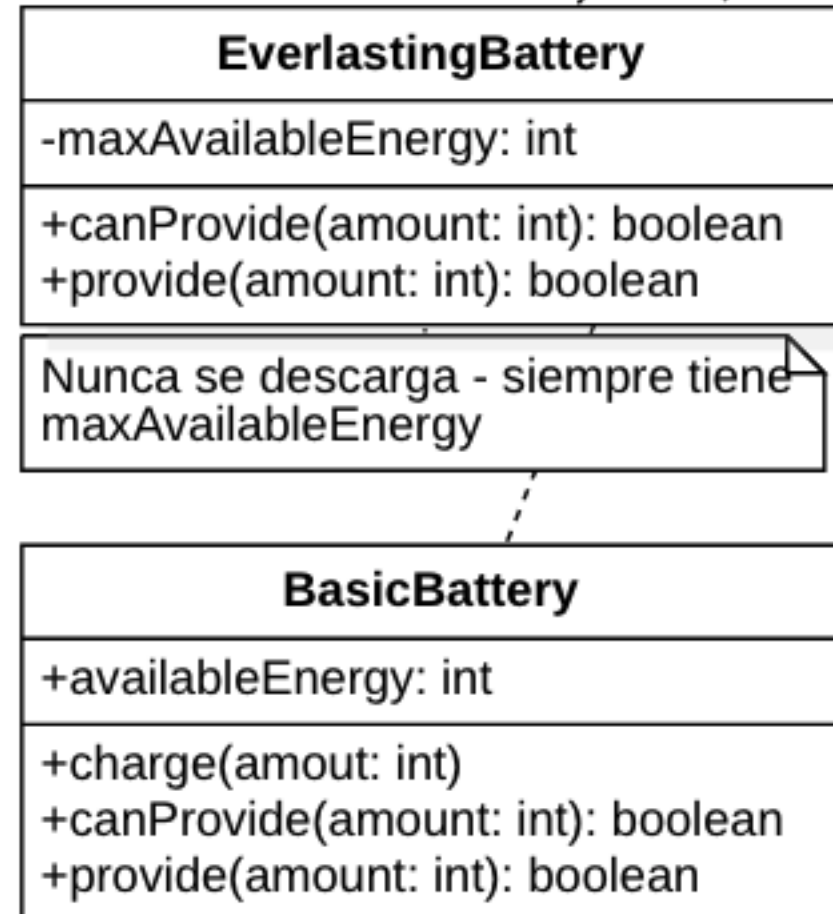 EverlastingBattery
-maxAvailableEnergy: int
+canProvide(amount: int): boolean
+provide(amount: int): boolean
Nunca se descarga - siempre tiene
maxAvailableEnergy
BasicBattery
+availableEnergy: int
+charge(amout: int)
+canProvide(amount: int): boolean
+provide(amount: int): boolean